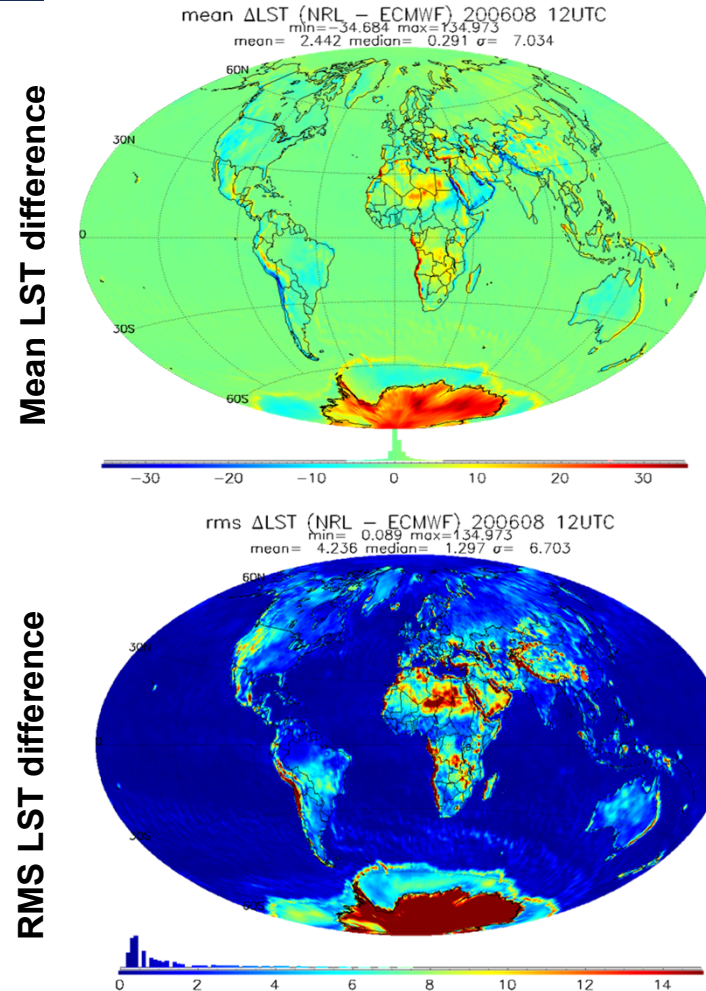 mean ΔLST (NRL – ECMWF) 200608 12UTC
min=-34.684 max=134.973
mean= 2.442 median= 0.291 σ= 7.034
Mean LST difference
60N
30N
0
30S
60S
-30 -20 -10 0 10 20 30
rms ΔLST (NRL – ECMWF) 200608 12UTC
min= 0.089 max=134.973
mean= 4.236 median= 1.297 σ= 6.703
RMS LST difference
60N
30N
0
30S
60S
0 2 4 6 8 10 12 14